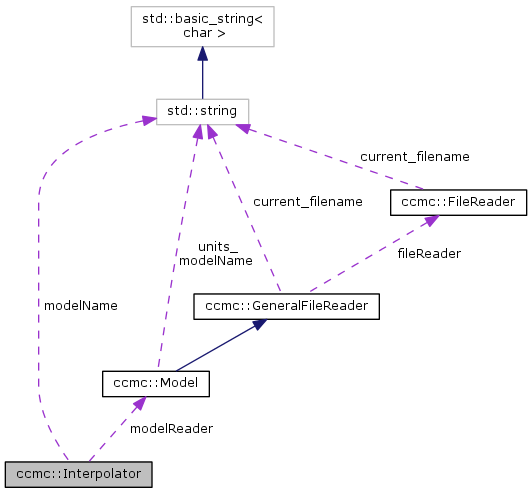 std::basic_string<
char >
std::string
current_filename
ccmc::FileReader
current_filename
units_
modelName
fileReader
modelName
ccmc::GeneralFileReader
ccmc::Model
modelReader
ccmc::Interpolator